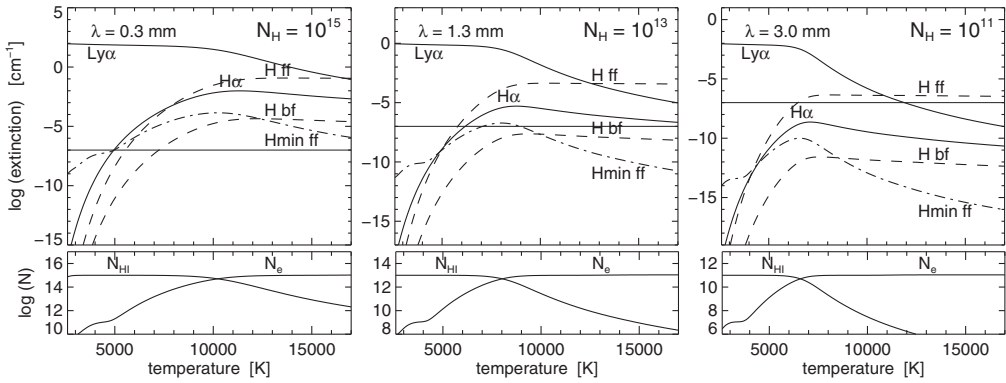 λ = 0.3 mm N_H = 10^15
Lyα
H ff
Hα
H bf
Hmin ff
0
−5
−10
−15
log (extinction) [cm⁻¹]
λ = 1.3 mm N_H = 10^13
Lyα
H ff
Hα
H bf
Hmin ff
0
−5
−10
−15
λ = 3.0 mm N_H = 10^11
Lyα
H ff
Hα
H bf
Hmin ff
0
−5
−10
−15
N_HI N_e
16
14
12
10
log (N)
5000 10000 15000
temperature [K]
N_HI N_e
14
12
10
8
5000 10000 15000
temperature [K]
N_HI N_e
12
10
8
6
5000 10000 15000
temperature [K]